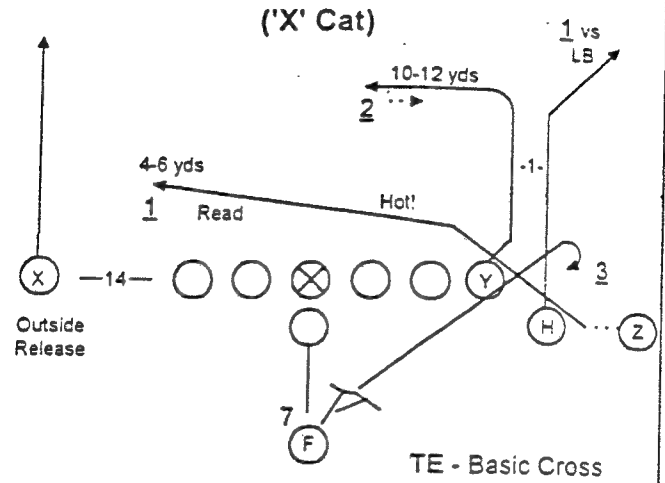 ('X' Cat)
1 vs
LB
10-12 yds
2
-1-
4-6 yds
1
Read
Hot!
X
14
Y
3
Outside
Release
H
Z
7
F
TE - Basic Cross